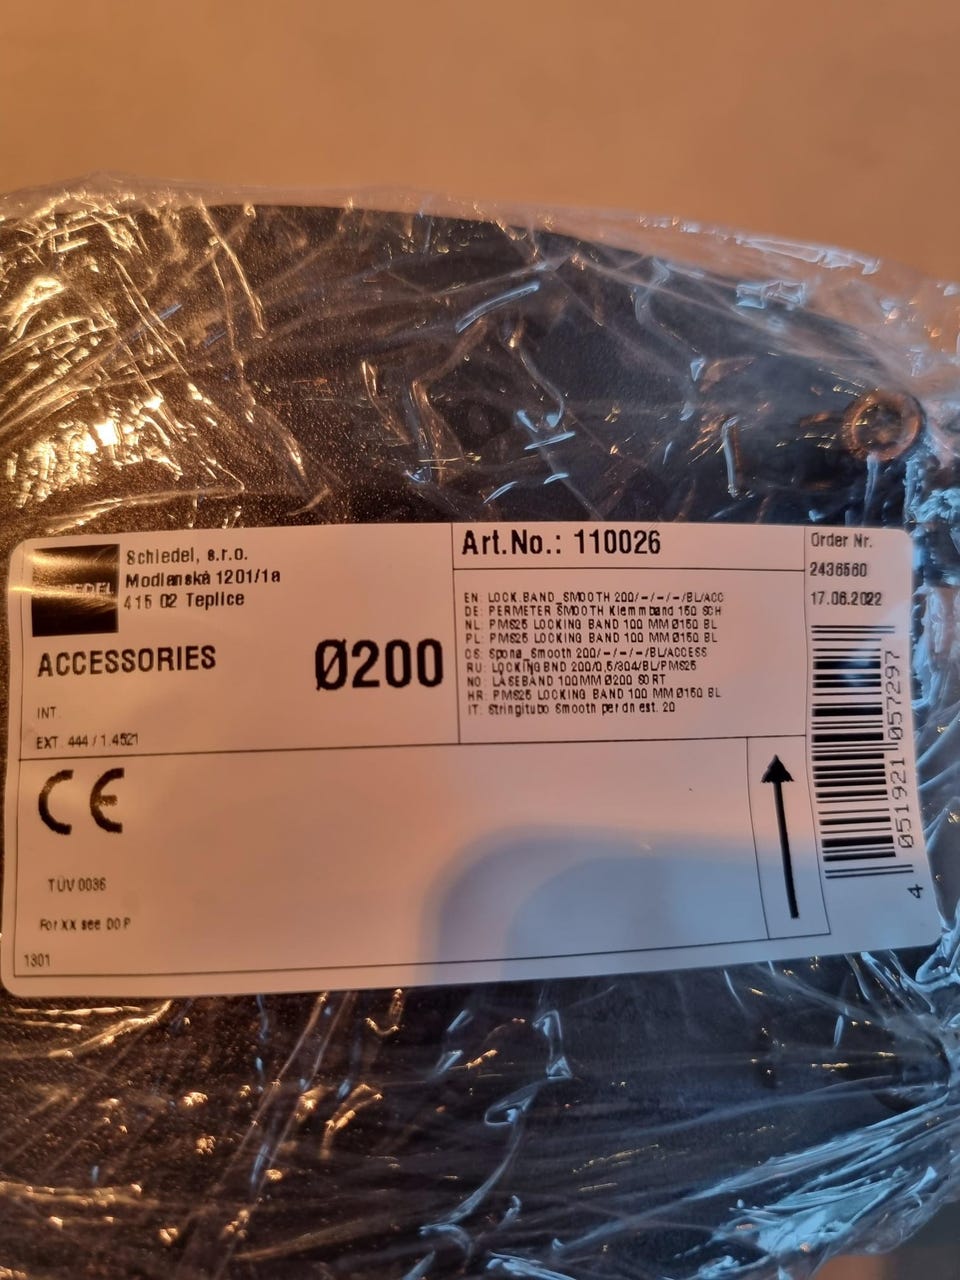 Schiedel, s.r.o.
Modlanská 1201/1a
415 02 Teplice
ACCESSORIES
Ø200
INT.
EXT. 444 / 1.4521
Art.No.: 110026
EN: LOCK.BAND_SMOOTH 200/-/-/-/BL/ACC
DE: PERMETER SMOOTH Klemmband 150 SCH
NL: PMS25 LOCKING BAND 100 MM Ø150 BL
PL: PMS25 LOCKING BAND 100 MM Ø150 BL
CS: Spona_Smooth 200/-/-/-/BL/ACCESS
RU: LOCKINGBND 200/0,5/304/BL/PMS25
NO: LÅSEBAND 100MM Ø200 SORT
HR: PMS25 LOCKING BAND 100 MM Ø150 BL
IT: Stringitubo Smooth per dn est. 20
Order Nr.
2436560
17.06.2022
4 051921 057297
CE
TÜV 0036
For XX see DOP
1301